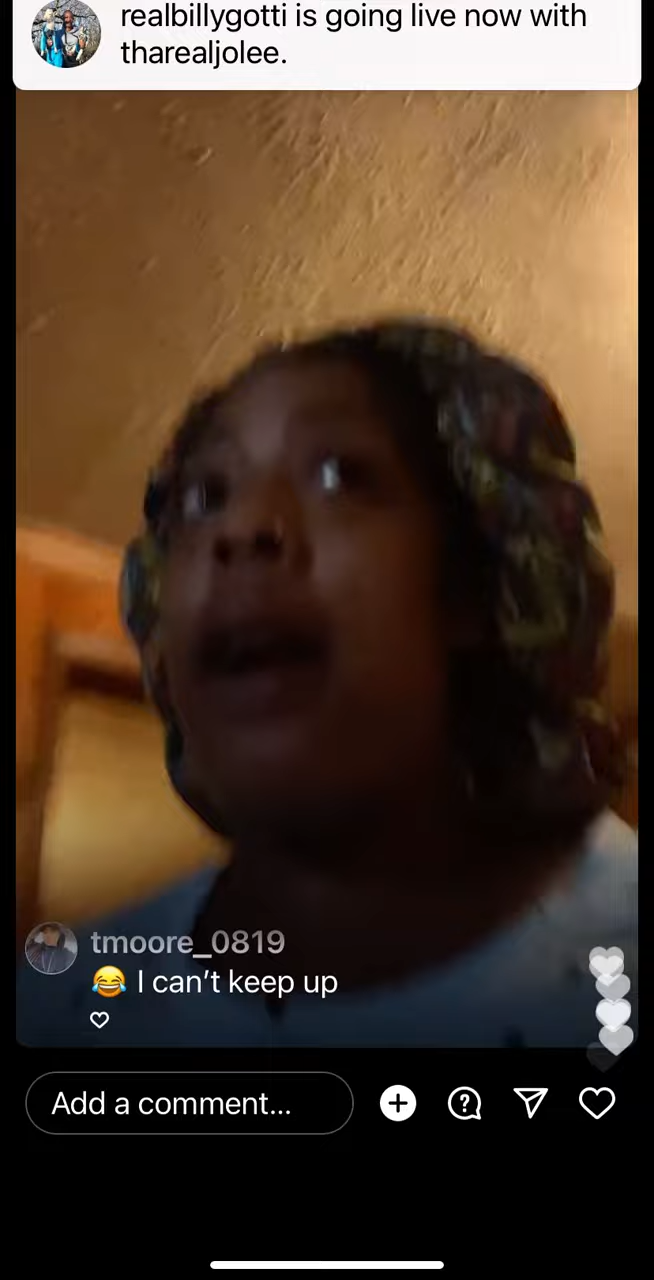 realbillygotti is going live now with
tharealjolee.
tmoore_0819
😂 I can't keep up
Add a comment...